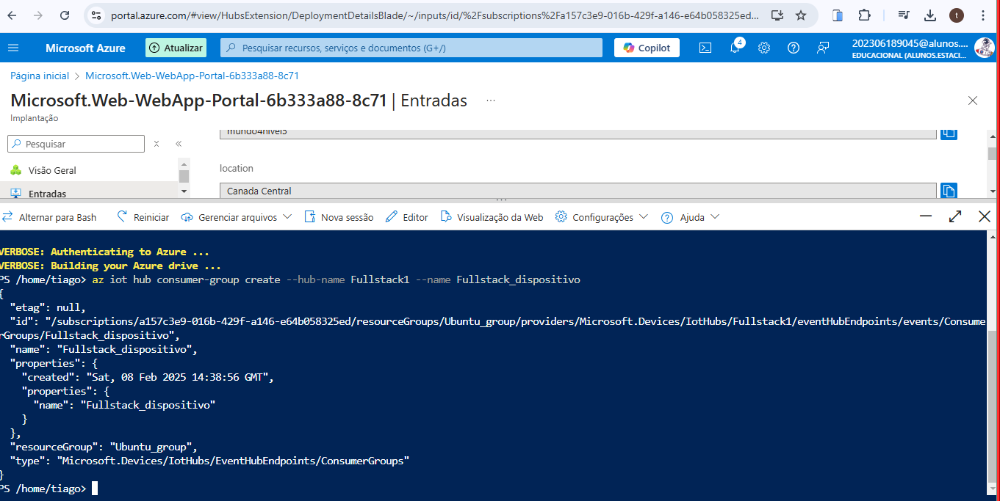 portal.azure.com/#view/HubsExtension/DeploymentDetailsBlade/~/inputs/id/%2Fsubscriptions%2Fa157c3e9-016b-429f-a146-e64b058325ed...
t
Microsoft Azure
Atualizar
Pesquisar recursos, serviços e documentos (G+/)
Copilot
4
202306189045@alunos....
EDUCACIONAL (ALUNOS.ESTACI...
Página inicial > Microsoft.Web-WebApp-Portal-6b333a88-8c71
Microsoft.Web-WebApp-Portal-6b333a88-8c71 | Entradas ...
Implantação
Pesquisar
mundo4nivel5
Visão Geral
location
Entradas
Canada Central
Alternar para Bash
Reiniciar
Gerenciar arquivos
Nova sessão
Editor
Visualização da Web
Configurações
Ajuda
VERBOSE: Authenticating to Azure ...
VERBOSE: Building your Azure drive ...
PS /home/tiago> az iot hub consumer-group create --hub-name Fullstack1 --name Fullstack_dispositivo
{
"etag": null,
"id": "/subscriptions/a157c3e9-016b-429f-a146-e64b058325ed/resourceGroups/Ubuntu_group/providers/Microsoft.Devices/IotHubs/Fullstack1/eventHubEndpoints/events/Consume
rGroups/Fullstack_dispositivo",
"name": "Fullstack_dispositivo",
"properties": {
"created": "Sat, 08 Feb 2025 14:38:56 GMT",
"properties": {
"name": "Fullstack_dispositivo"
}
},
"resourceGroup": "Ubuntu_group",
"type": "Microsoft.Devices/IotHubs/EventHubEndpoints/ConsumerGroups"
}
PS /home/tiago>